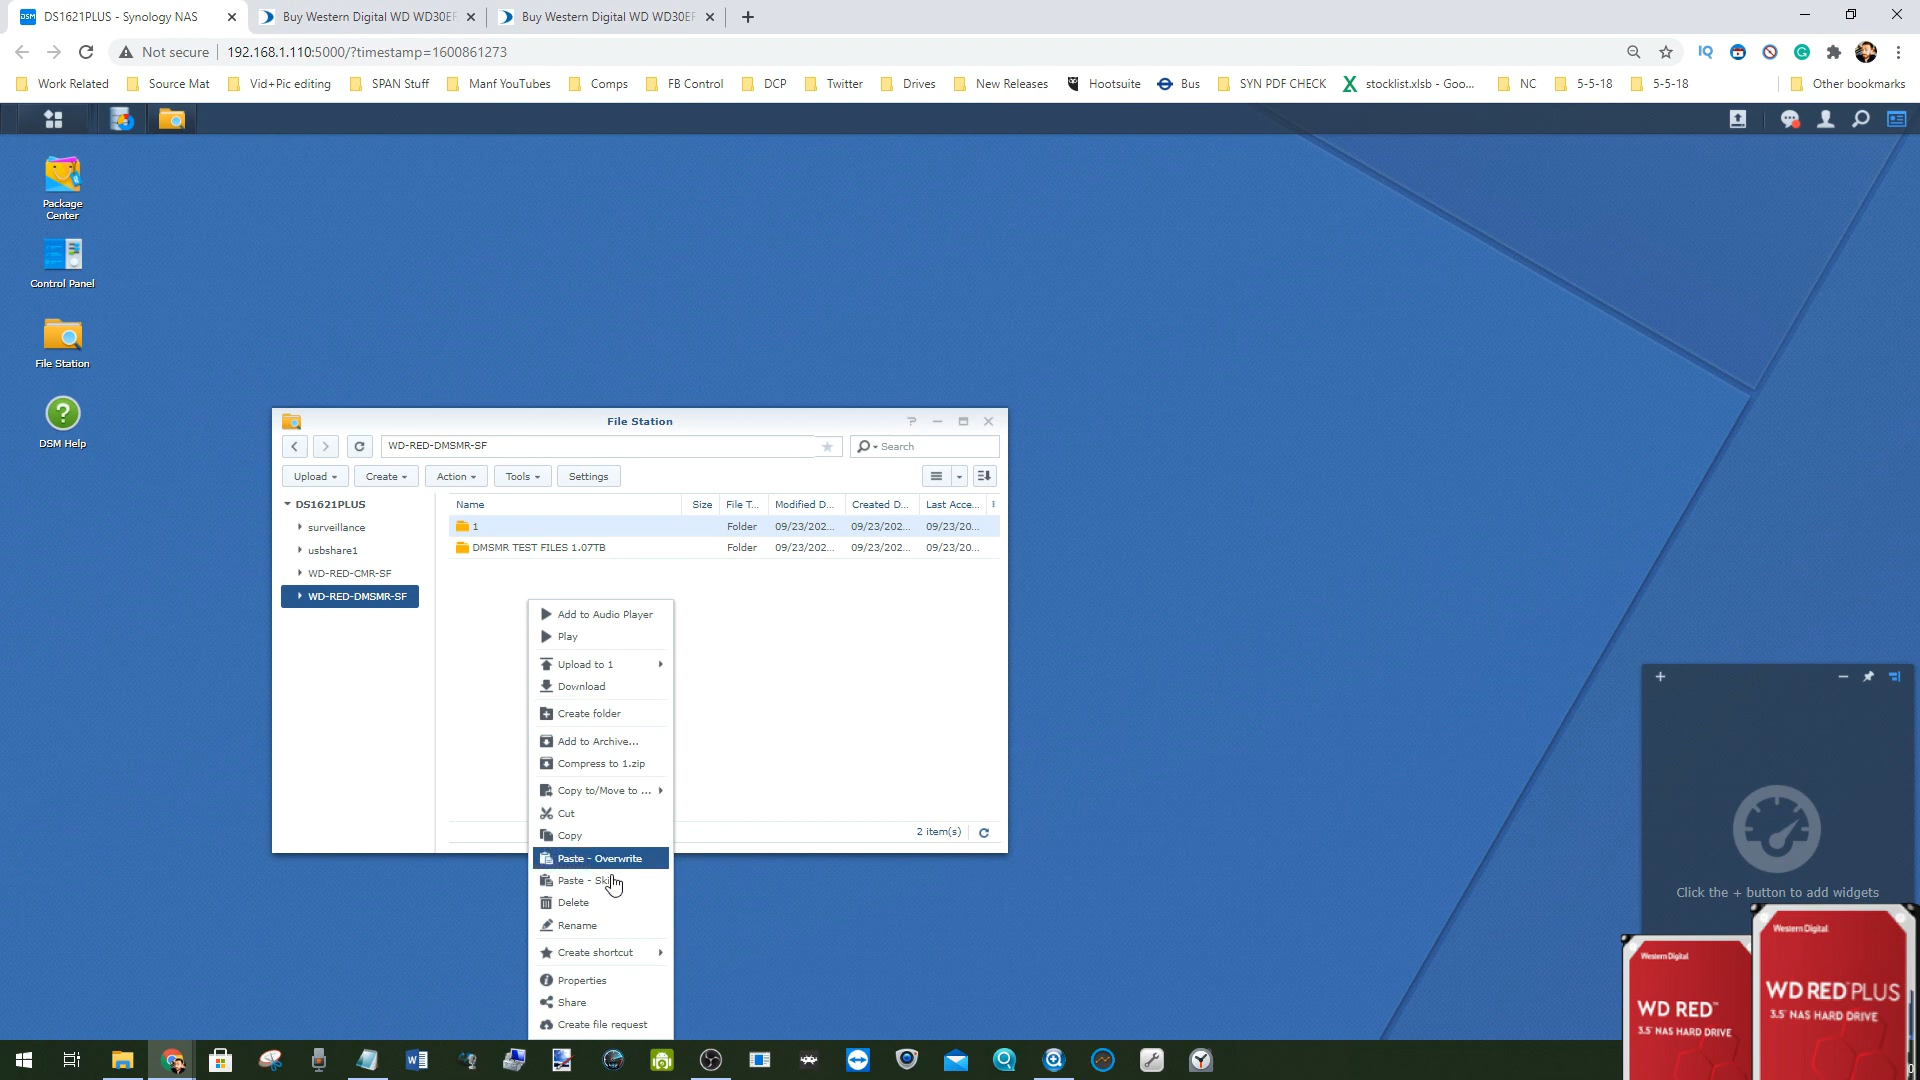 DS1621PLUS - Synology NAS
Buy Western Digital WD WD30EF
Buy Western Digital WD WD30EF
Not secure
192.168.1.110:5000/?timestamp=1600861273
Work Related
Source Mat
Vid+Pic editing
SPAN Stuff
Manf YouTubes
Comps
FB Control
DCP
Twitter
Drives
New Releases
Hootsuite
Bus
SYN PDF CHECK
stocklist.xlsb - Goo...
NC
5-5-18
5-5-18
Other bookmarks
Package
Center
Control Panel
File Station
DSM Help
File Station
WD-RED-DMSMR-SF
Search
Upload
Create
Action
Tools
Settings
DS1621PLUS
surveillance
usbshare1
WD-RED-CMR-SF
WD-RED-DMSMR-SF
Name Size File T... Modified D... Created D... Last Acce...
1 Folder 09/23/202... 09/23/202... 09/23/20...
DMSMR TEST FILES 1.07TB Folder 09/23/202... 09/23/202... 09/23/20...
2 item(s)
Add to Audio Player
Play
Upload to 1
Download
Create folder
Add to Archive...
Compress to 1.zip
Copy to/Move to ...
Cut
Copy
Paste - Overwrite
Paste - Ski
Delete
Rename
Create shortcut
Properties
Share
Create file request
Click the + button to add widgets
Western Digital
WD RED™
3.5" NAS HARD DRIVE
Western Digital
WD RED PLUS
3.5" NAS HARD DRIVE